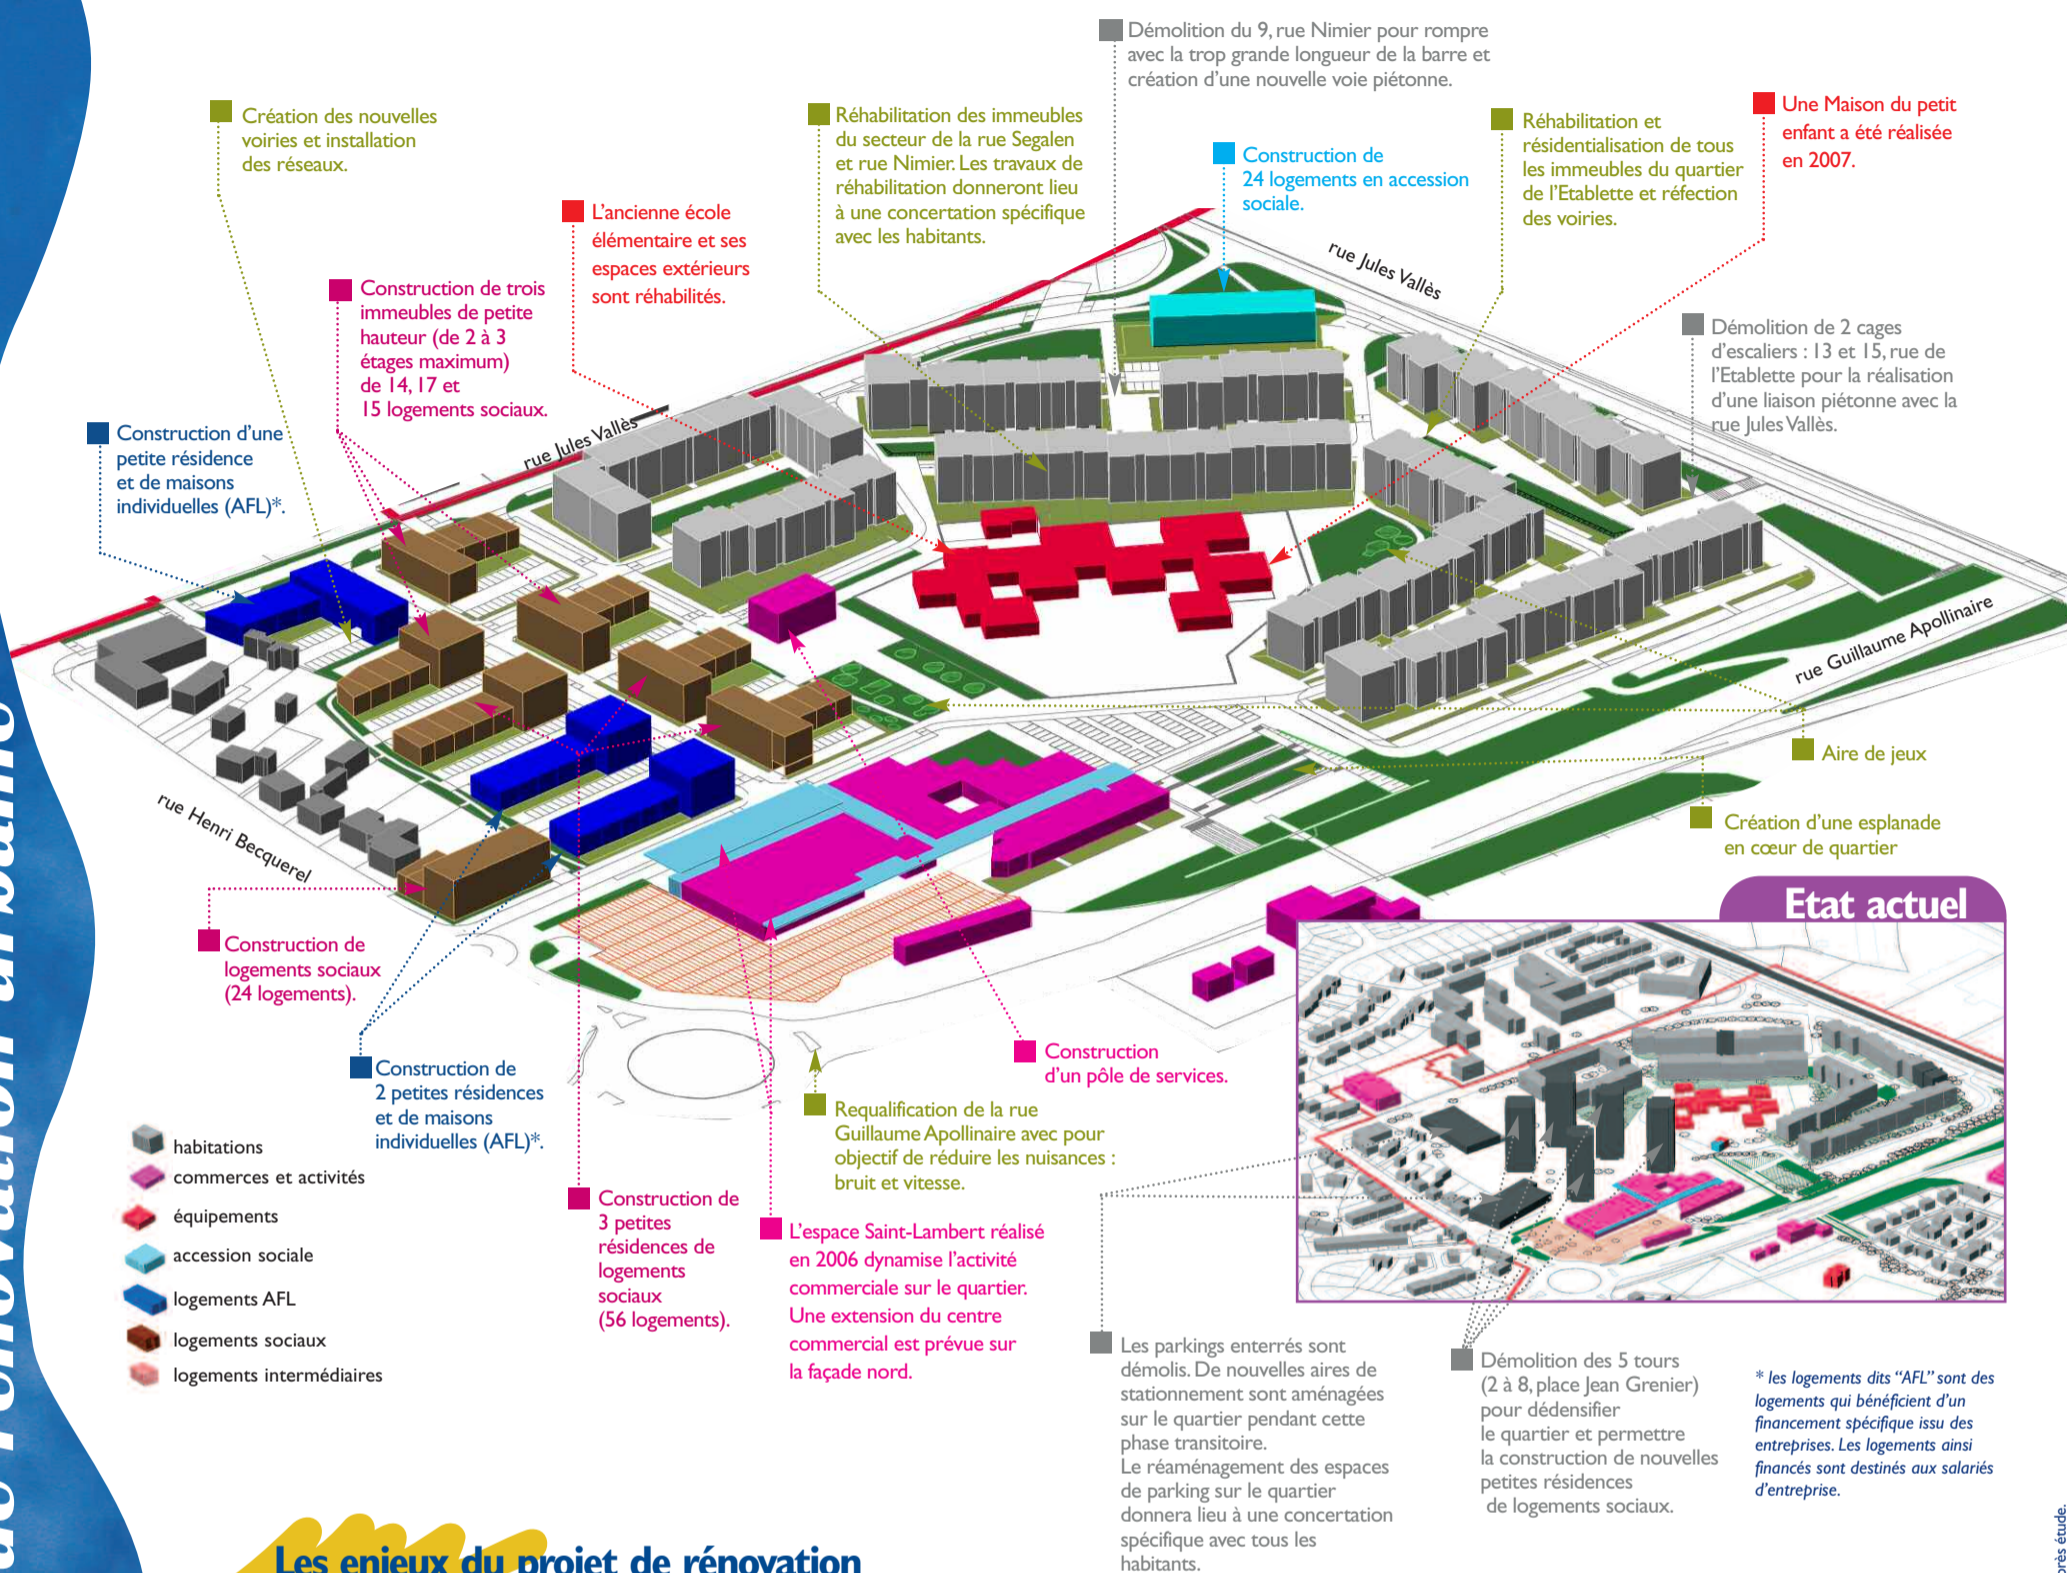 de rénovation urbaine
Démolition du 9, rue Nimier pour rompre
avec la trop grande longueur de la barre et
création d'une nouvelle voie piétonne.
Création des nouvelles
voiries et installation
des réseaux.
Réhabilitation des immeubles
du secteur de la rue Segalen
et rue Nimier. Les travaux de
réhabilitation donneront lieu
à une concertation spécifique
avec les habitants.
Construction de
24 logements en accession
sociale.
Réhabilitation et
résidentialisation de tous
les immeubles du quartier
de l'Etablette et réfection
des voiries.
Une Maison du petit
enfant a été réalisée
en 2007.
L'ancienne école
élémentaire et ses
espaces extérieurs
sont réhabilités.
Construction de trois
immeubles de petite
hauteur (de 2 à 3
étages maximum)
de 14, 17 et
15 logements sociaux.
rue Jules Vallès
Démolition de 2 cages
d'escaliers : 13 et 15, rue de
l'Etablette pour la réalisation
d'une liaison piétonne avec la
rue Jules Vallès.
Construction d'une
petite résidence
et de maisons
individuelles (AFL)*.
rue Jules Vallès
rue Guillaume Apollinaire
Aire de jeux
rue Henri Becquerel
Création d'une esplanade
en cœur de quartier
Etat actuel
Construction de
logements sociaux
(24 logements).
Construction de
2 petites résidences
et de maisons
individuelles (AFL)*.
Construction
d'un pôle de services.
Requalification de la rue
Guillaume Apollinaire avec pour
objectif de réduire les nuisances :
bruit et vitesse.
habitations
commerces et activités
équipements
accession sociale
logements AFL
logements sociaux
logements intermédiaires
Construction de
3 petites
résidences de
logements
sociaux
(56 logements).
L'espace Saint-Lambert réalisé
en 2006 dynamise l'activité
commerciale sur le quartier.
Une extension du centre
commercial est prévue sur
la façade nord.
Les parkings enterrés sont
démolis. De nouvelles aires de
stationnement sont aménagées
sur le quartier pendant cette
phase transitoire.
Le réaménagement des espaces
de parking sur le quartier
donnera lieu à une concertation
spécifique avec tous les
habitants.
Démolition des 5 tours
(2 à 8, place Jean Grenier)
pour dédensifier
le quartier et permettre
la construction de nouvelles
petites résidences
de logements sociaux.
* les logements dits “AFL” sont des
logements qui bénéficient d'un
financement spécifique issu des
entreprises. Les logements ainsi
financés sont destinés aux salariés
d'entreprise.
Les enjeux du projet de rénovation
près étude.